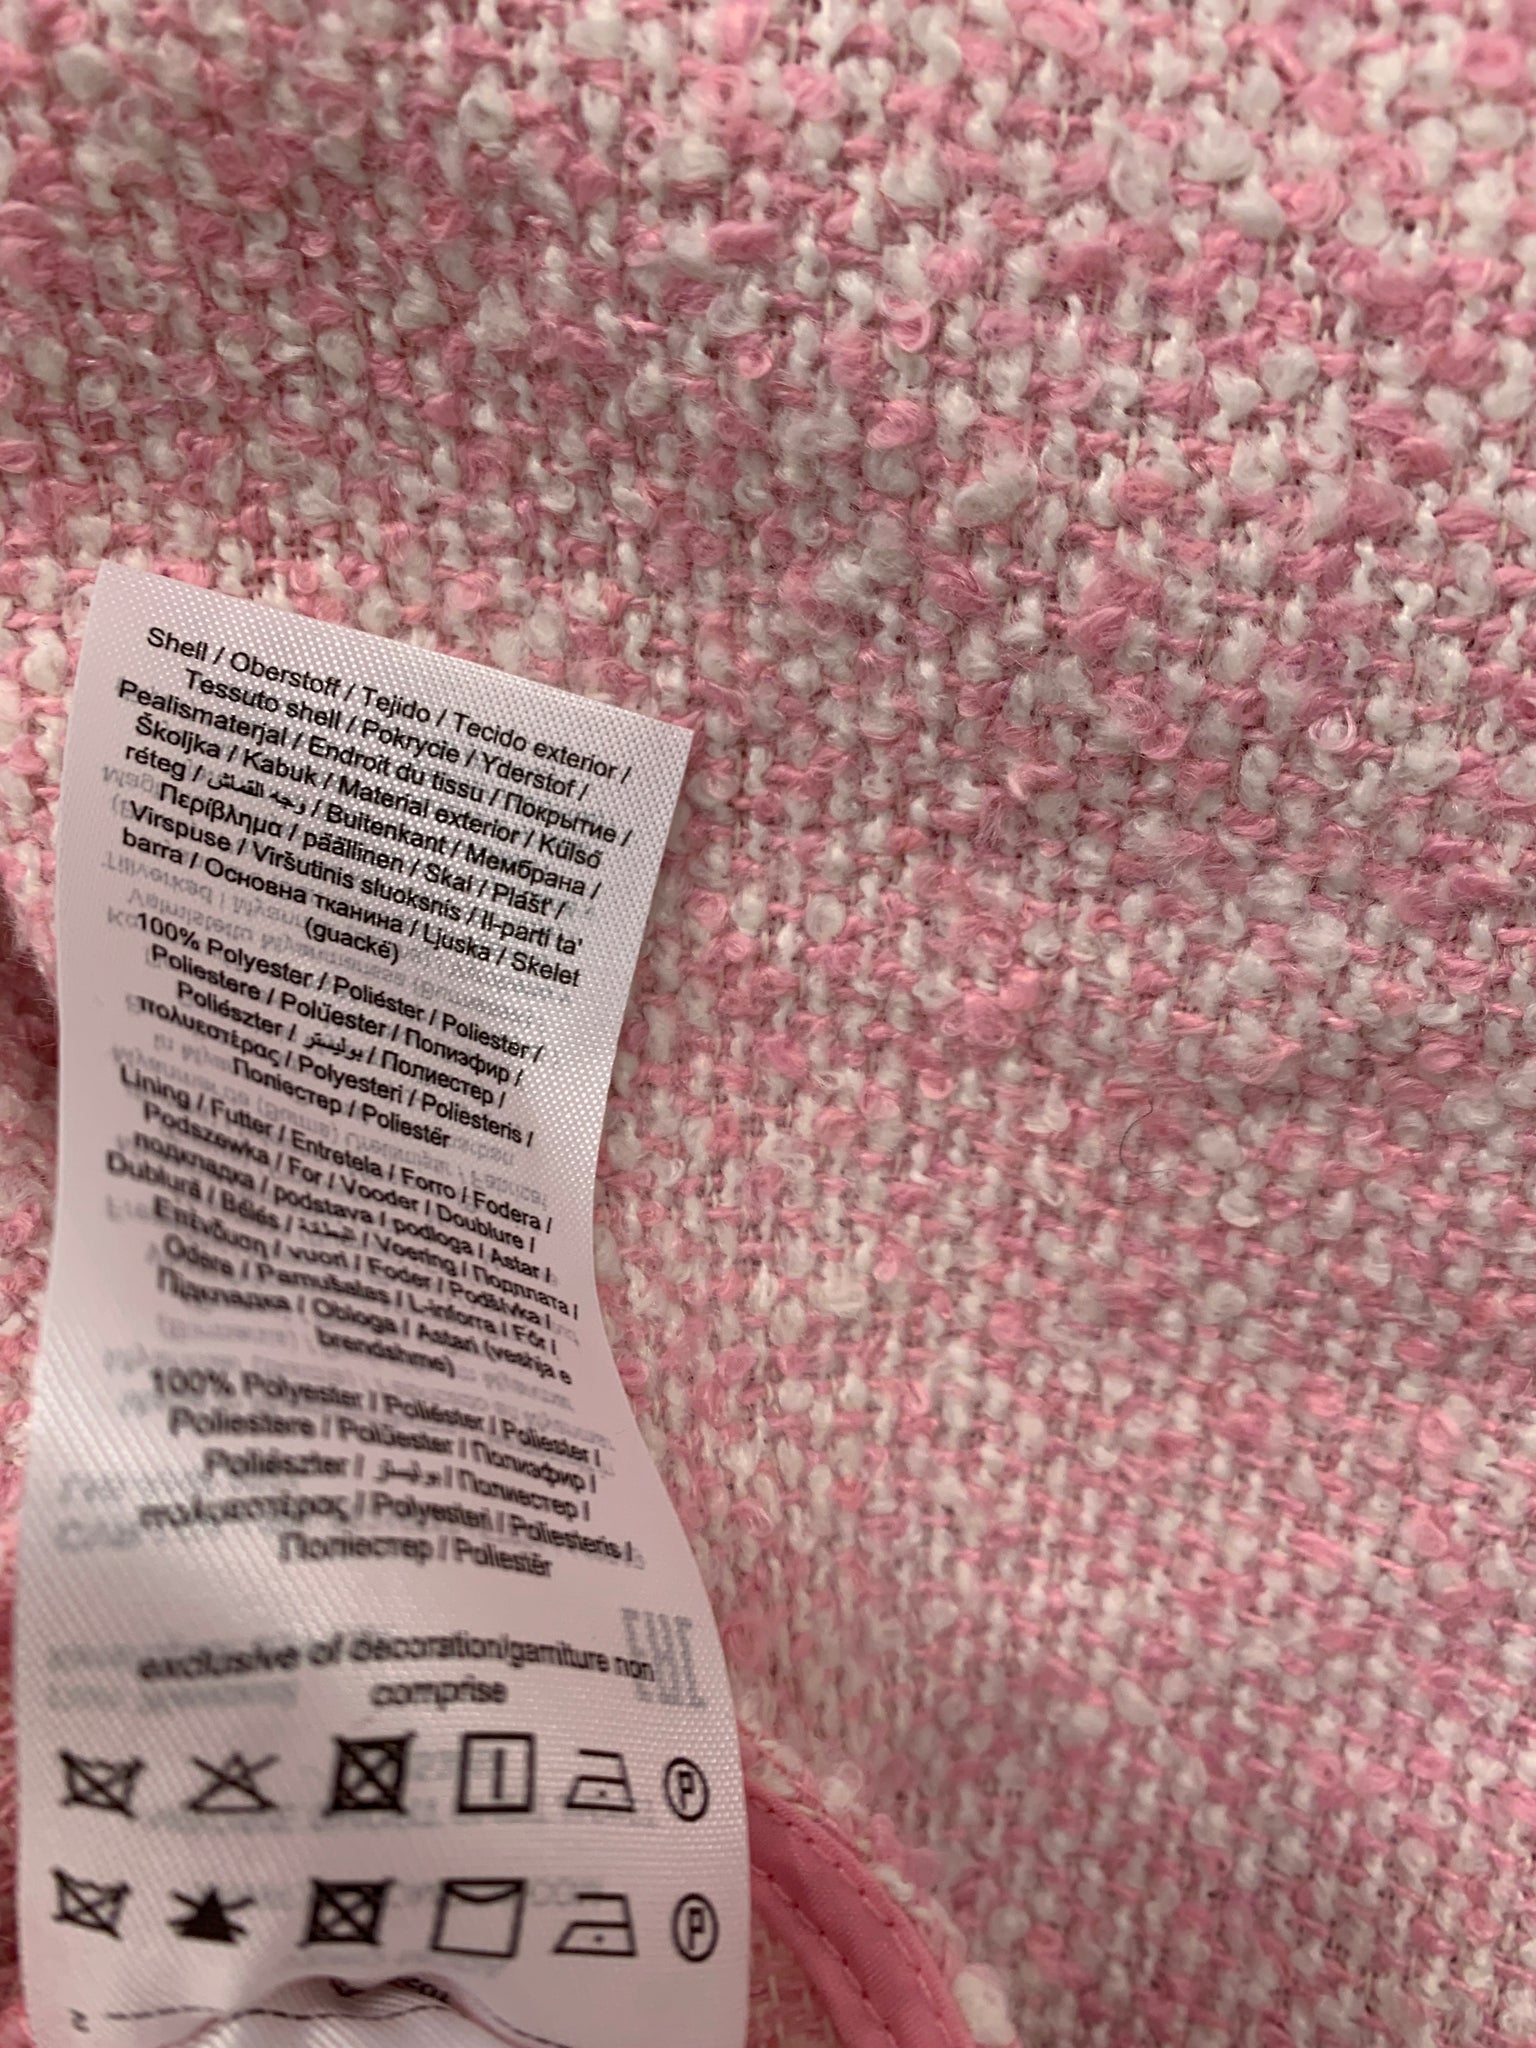 Shell / Oberstoff / Tejido / Tecido exterior /
Tessuto shell / Pokrycie / Yderstof /
Pealismaterjal / Endroit du tissu / Покрытие /
Školjka / Kabuk / Material exterior / Külső
réteg / وجه القماش / Buitenkant / Мембрана /
Περίβλημα / päällinen / Skal / Plášť /
Virspuse / Viršutinis sluoksnis / Il-parti ta'
barra / Основна тканина / Ljuska / Skelet
(guackë)
100% Polyester / Poliéster / Poliester /
Poliestere / Polüester / Полиэфир /
Poliészter / بوليستر / Полиестер /
πολυεστέρας / Polyesteri / Poliesteris /
Поліестер / Poliestër
Lining / Futter / Entretela / Forro / Fodera /
Podszewka / For / Vooder / Doublure /
подкладка / podstava / podloga / Astar /
Dublură / Bélés / البطانة / Voering / Подплата /
Επένδυση / vuori / Foder / Podšívka /
Odere / Pamušalas / L-inforra / För /
Підкладка / Obloga / Astari (veshja e
brendshme)
100% Polyester / Poliéster / Poliester /
Poliestere / Polüester / Полиэфир /
Poliészter / بوليستر / Полиестер /
πολυεστέρας / Polyesteri / Poliesteris /
Поліестер / Poliestër
exclusive of decoration/garniture non
comprise
P
P